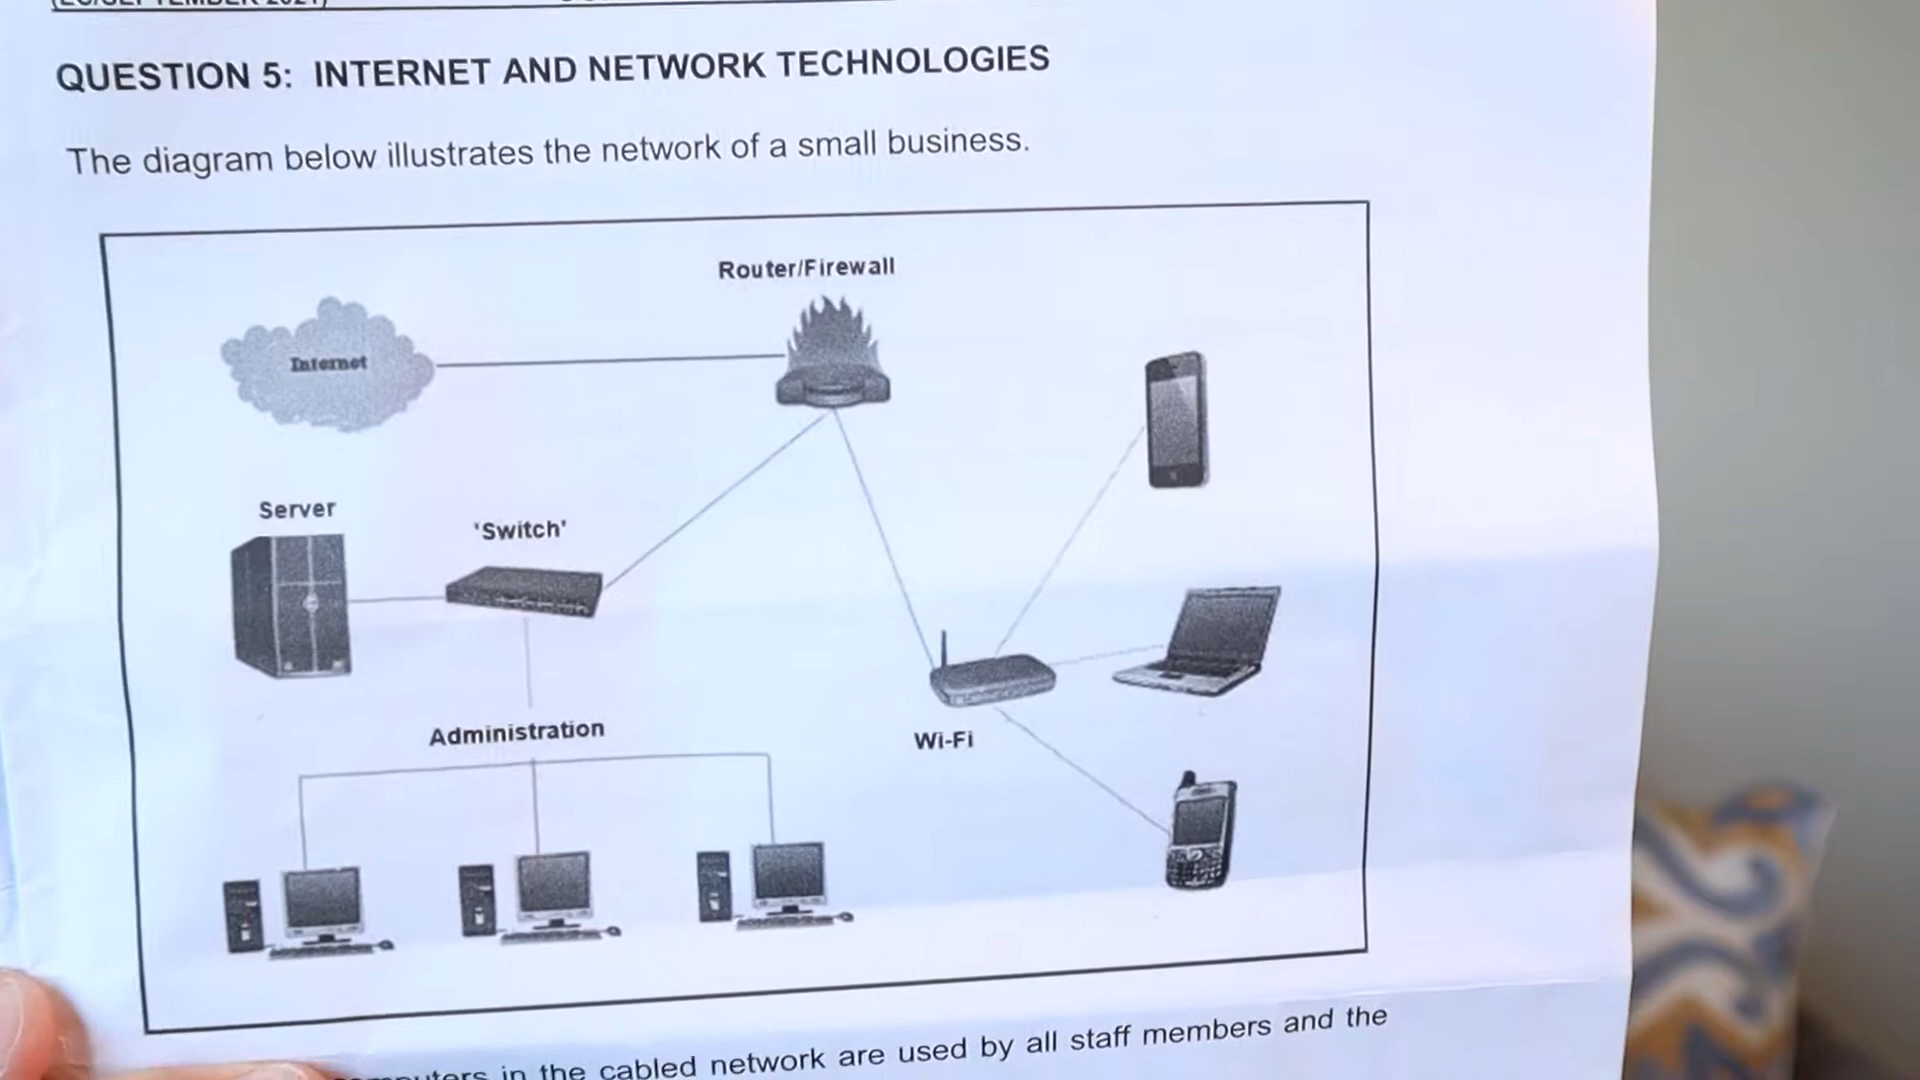 QUESTION 5: INTERNET AND NETWORK TECHNOLOGIES
The diagram below illustrates the network of a small business.
Router/Firewall
Internet
Server
'Switch'
Administration
Wi-Fi
in the cabled network are used by all staff members and the